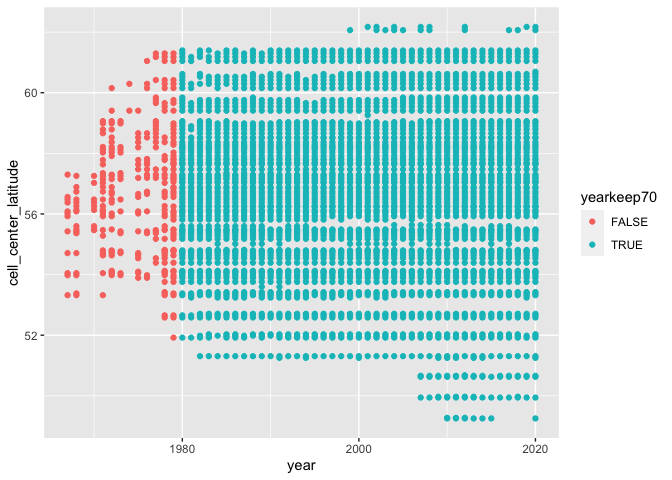 60
56
52
cell_center_latitude
1980
2000
2020
year
yearkeep70
FALSE
TRUE